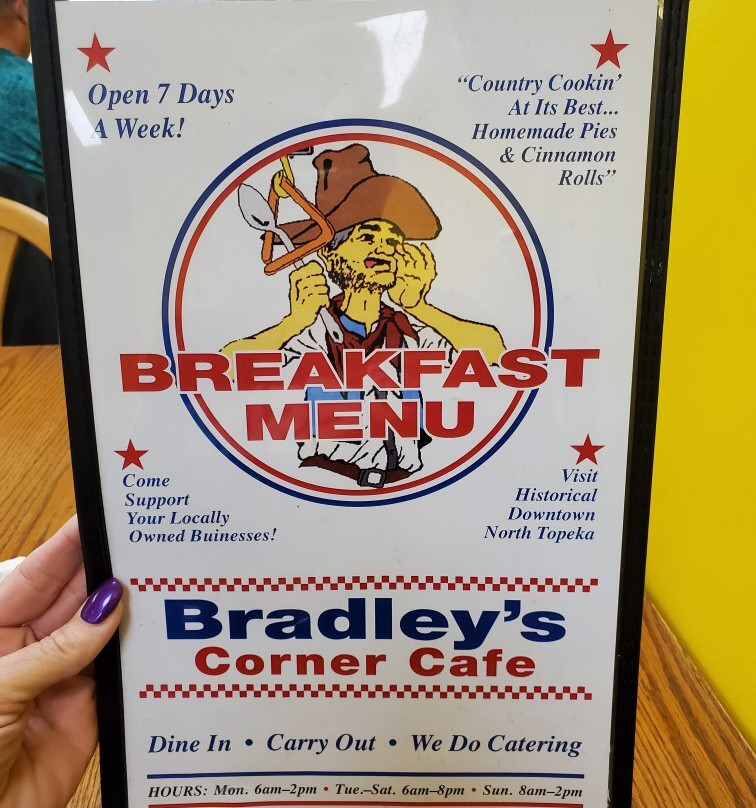 Open 7 Days
A Week!
"Country Cookin'
At Its Best...
Homemade Pies
& Cinnamon
Rolls"
BREAKFAST
MENU
Come
Support
Your Locally
Owned Buinesses!
Visit
Historical
Downtown
North Topeka
Bradley's
Corner Cafe
Dine In • Carry Out • We Do Catering
HOURS: Mon. 6am–2pm • Tue.–Sat. 6am–8pm • Sun. 8am–2pm